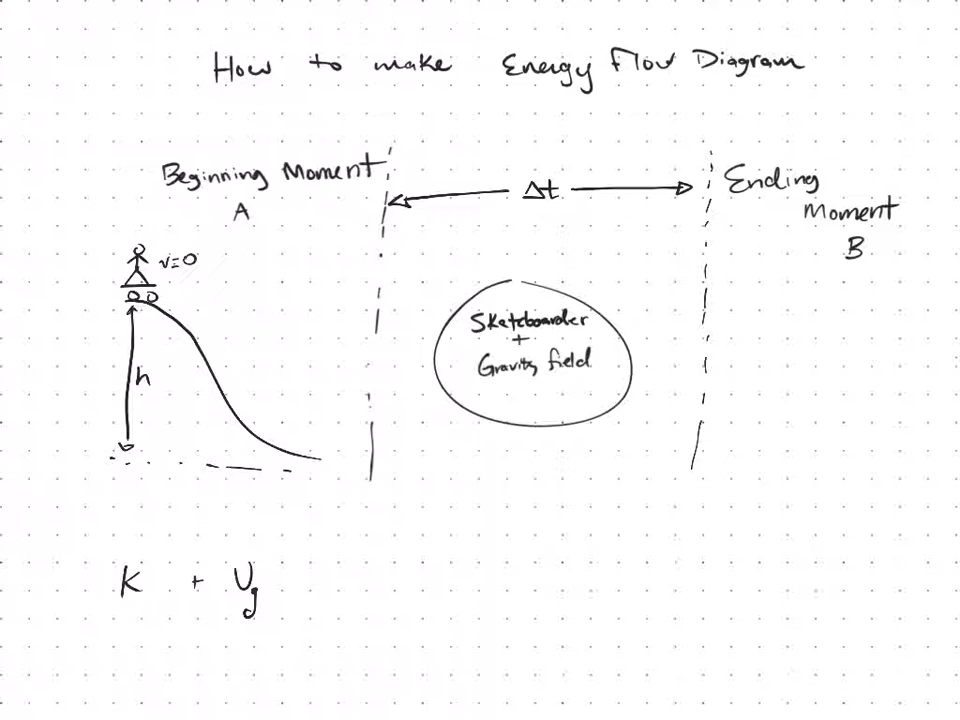 How to make Energy Flow Diagram
Beginning Moment
A
Δt
Ending
Moment
B
v=0
h
Skateboarder
+
Gravity field
K + Ug